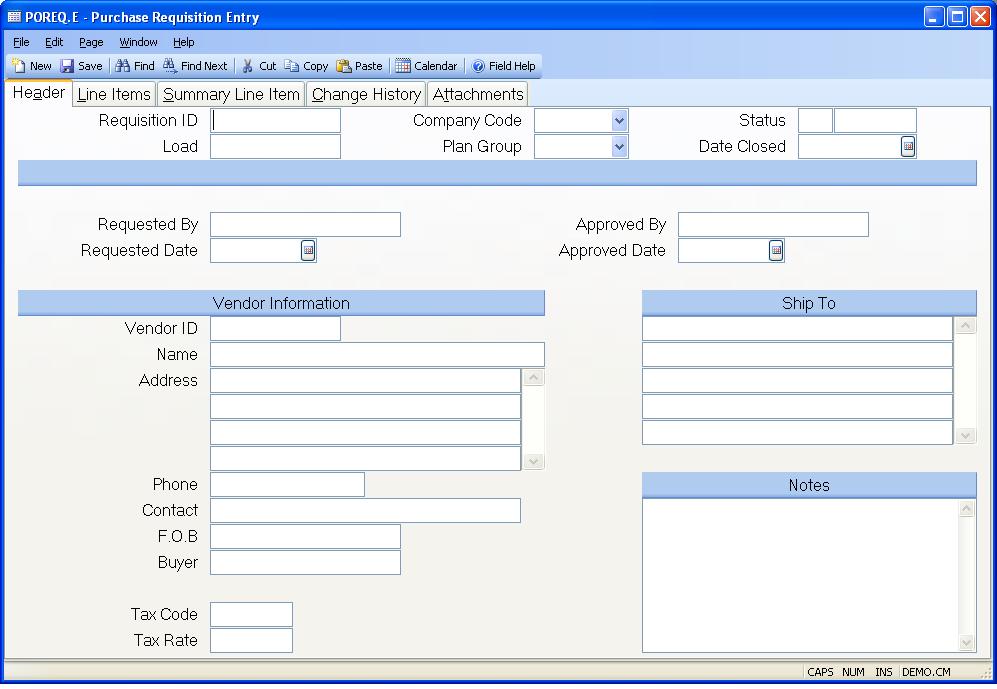 POREQ.E - Purchase Requisition Entry
File Edit Page Window Help
New Save Find Find Next Cut Copy Paste Calendar Field Help
Header Line Items Summary Line Item Change History Attachments
Requisition ID Company Code Status
Load Plan Group Date Closed
Requested By Approved By
Requested Date Approved Date
Vendor Information Ship To
Vendor ID
Name
Address
Phone Notes
Contact
F.O.B
Buyer
Tax Code
Tax Rate
CAPS NUM INS DEMO.CM